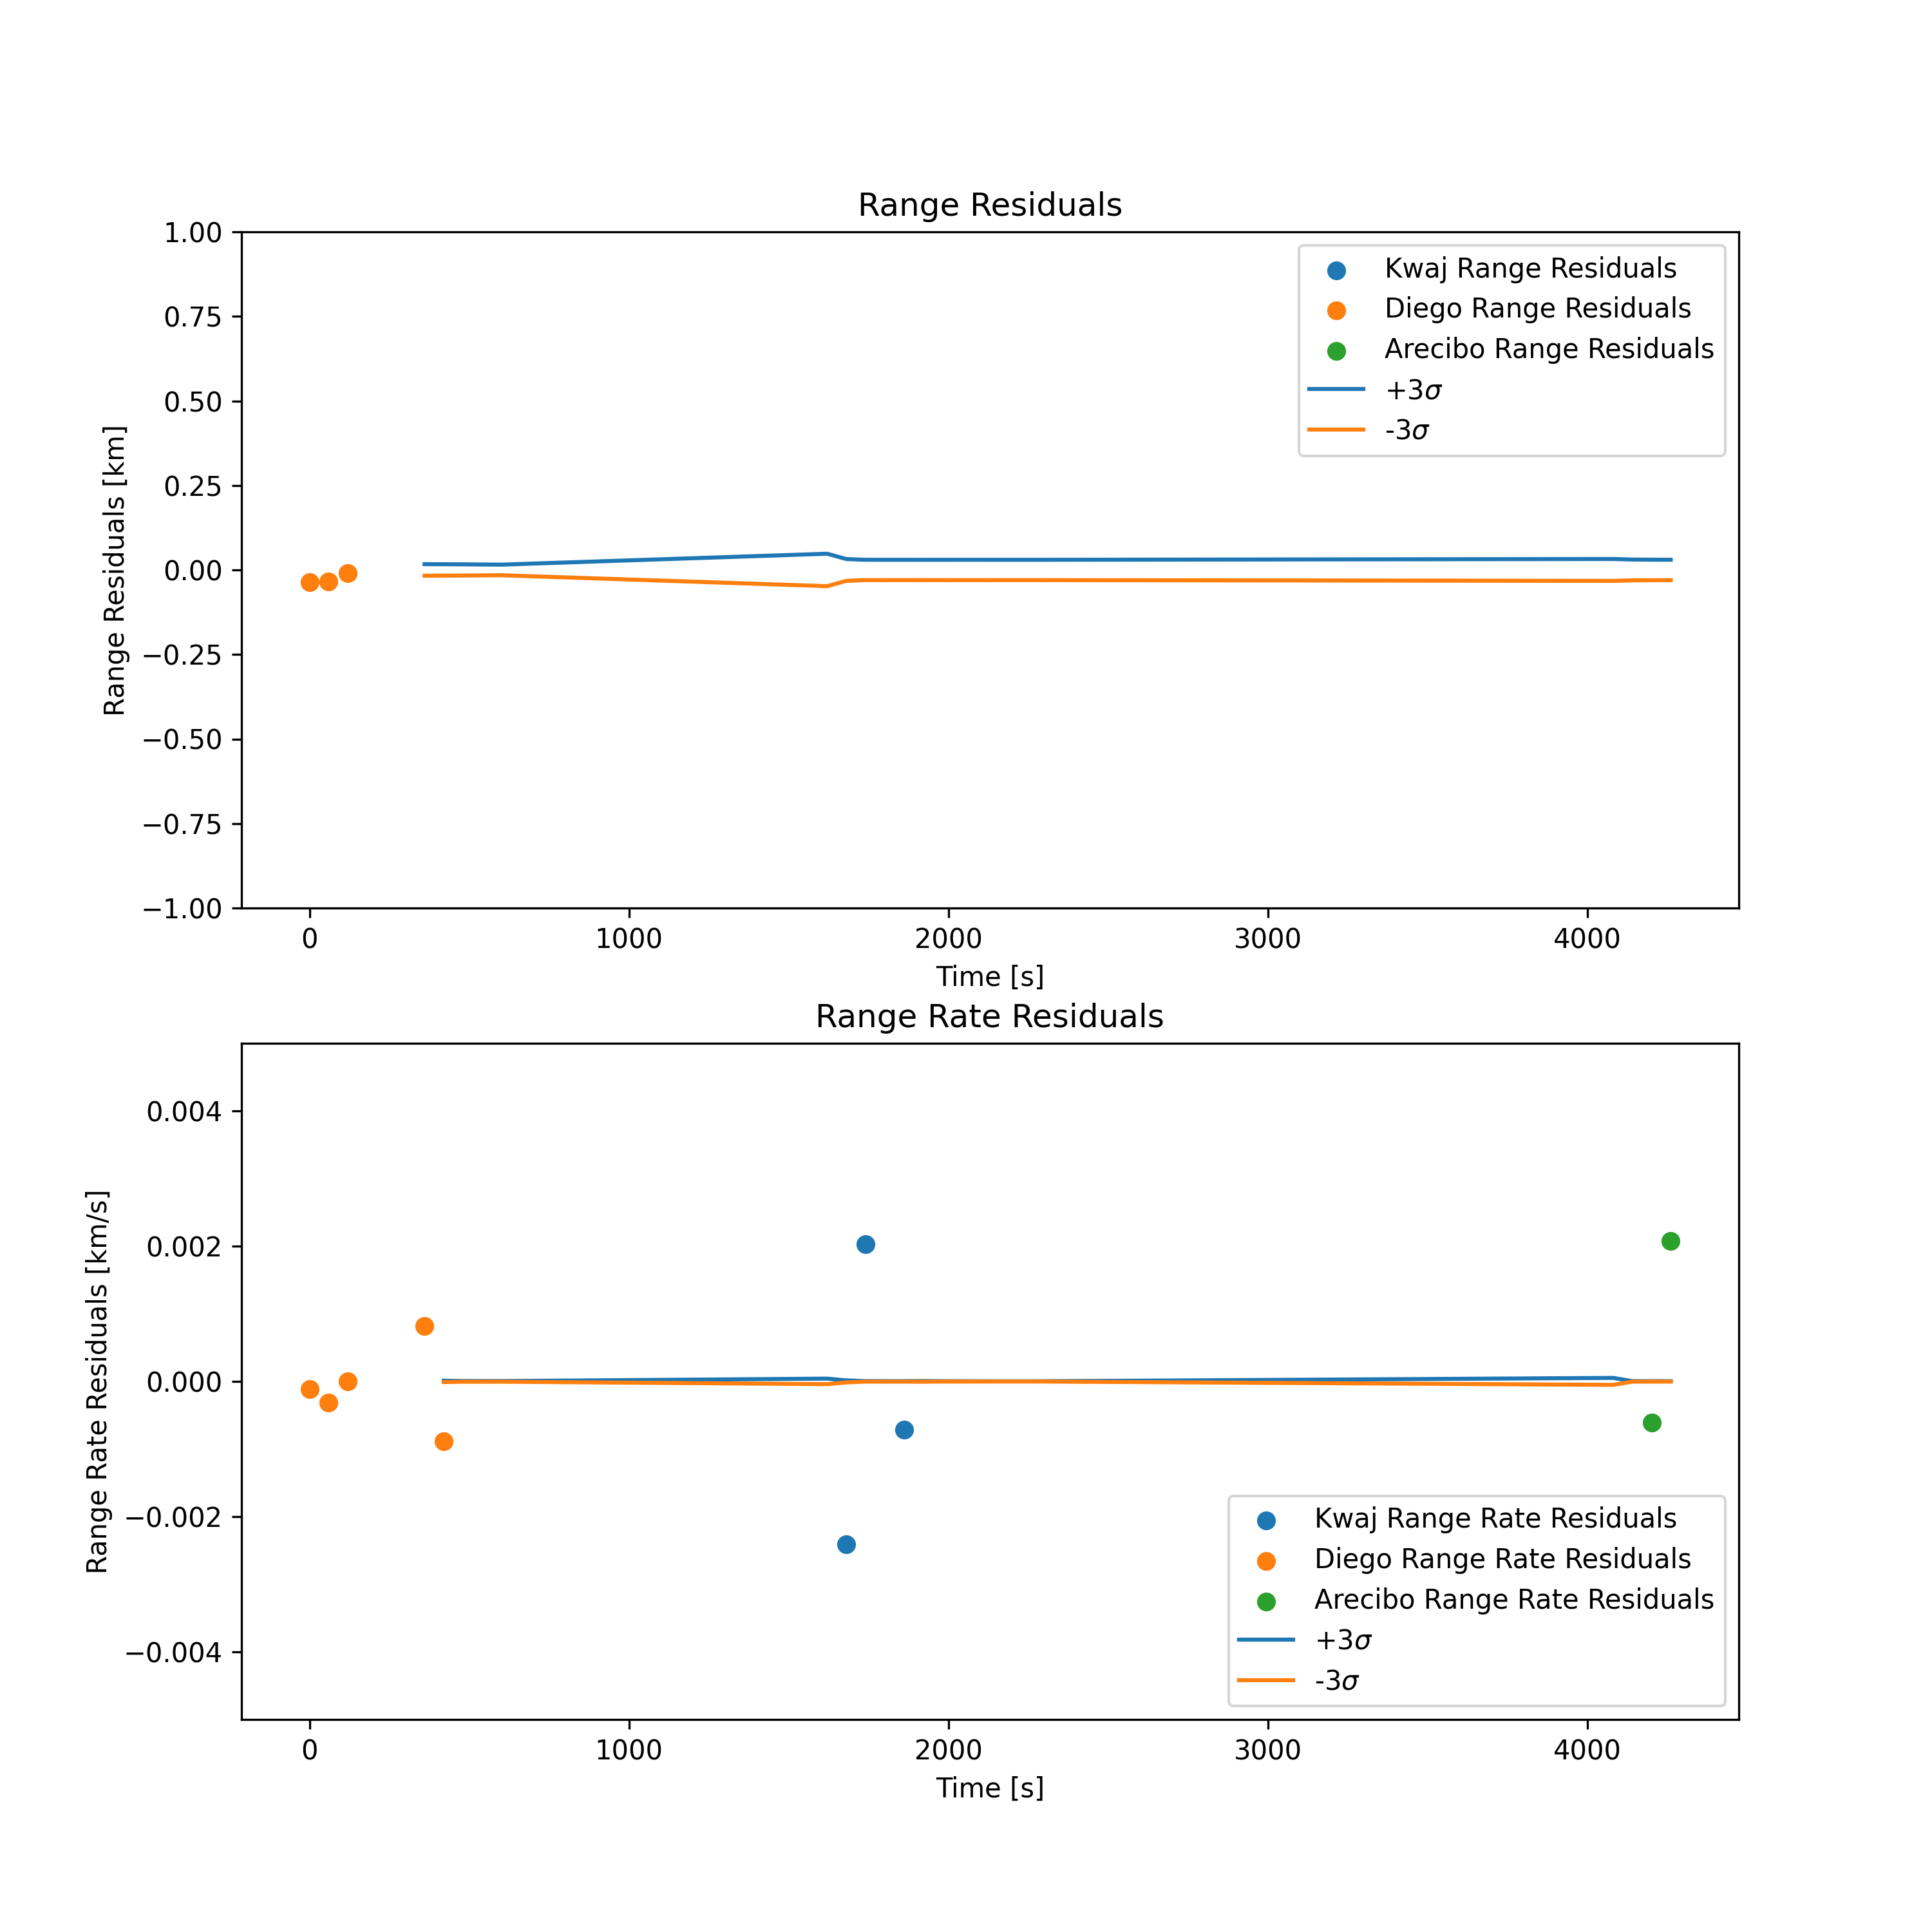 Range Residuals
1.00
0.75
0.50
0.25
0.00
−0.25
−0.50
−0.75
−1.00
Range Residuals [km]
Kwaj Range Residuals
Diego Range Residuals
Arecibo Range Residuals
+3σ
-3σ
0 1000 2000 3000 4000
Time [s]
Range Rate Residuals
0.004
0.002
0.000
−0.002
−0.004
Range Rate Residuals [km/s]
Kwaj Range Rate Residuals
Diego Range Rate Residuals
Arecibo Range Rate Residuals
+3σ
-3σ
0 1000 2000 3000 4000
Time [s]